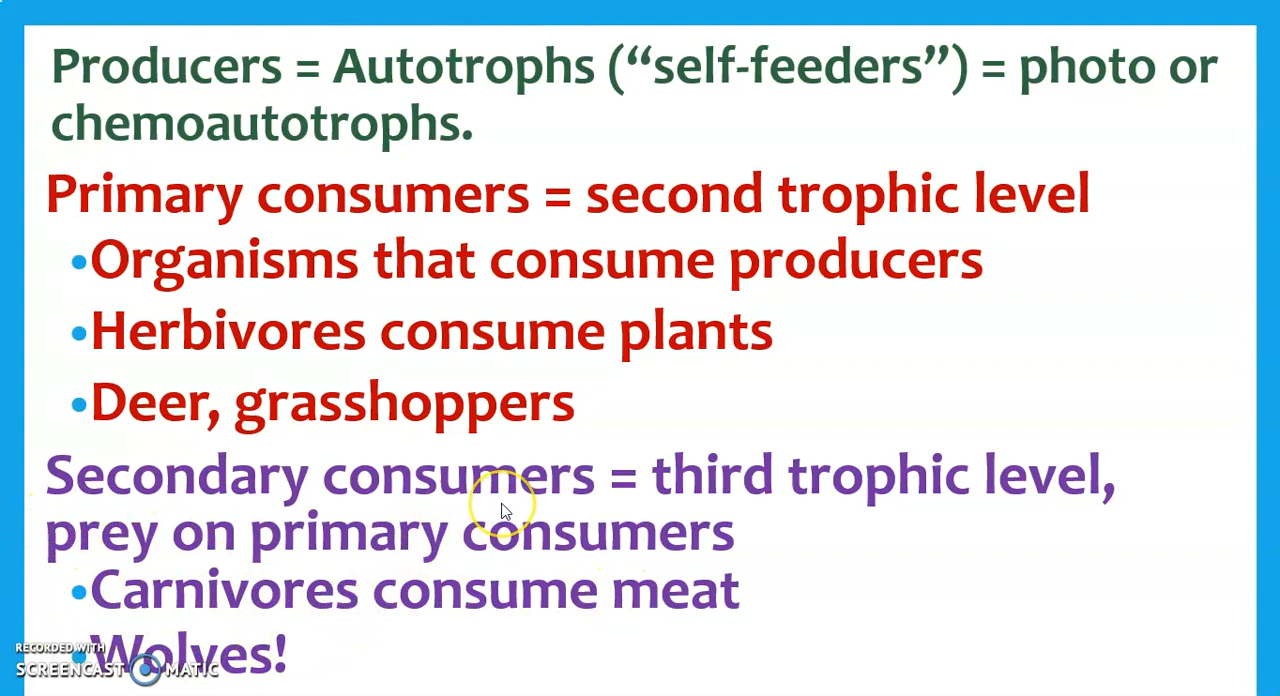 Producers = Autotrophs (“self-feeders”) = photo or
chemoautotrophs.
Primary consumers = second trophic level
•Organisms that consume producers
•Herbivores consume plants
•Deer, grasshoppers
Secondary consumers = third trophic level,
prey on primary consumers
•Carnivores consume meat
•Wolves!
RECORDED WITH
SCREENCAST MATIC